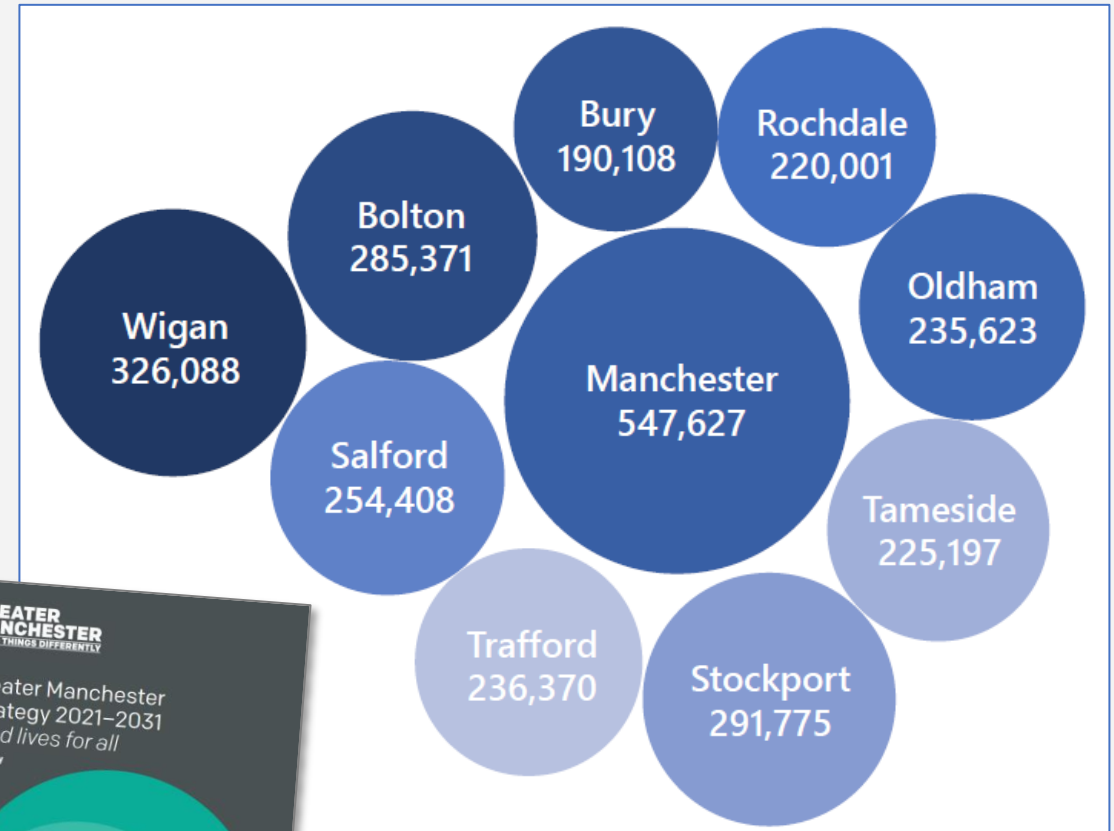 Bury
190,108
Rochdale
220,001
Bolton
285,371
Oldham
235,623
Wigan
326,088
Manchester
547,627
Salford
254,408
Tameside
225,197
Trafford
236,370
Stockport
291,775
EATER
NCHESTER
THINGS DIFFERENTLY
ater Manchester
ategy 2021–2031
d lives for all